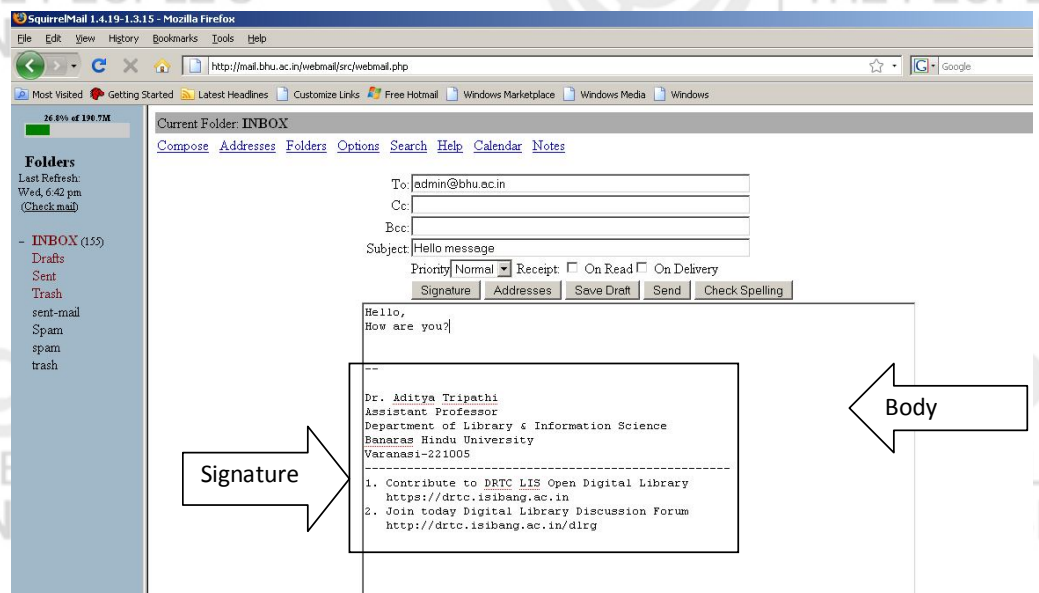 SquirrelMail 1.4.19-1.3.15 - Mozilla Firefox
File Edit View History Bookmarks Tools Help
http://mail.bhu.ac.in/webmail/src/webmail.php
G Google
Most Visited Getting Started Latest Headlines Customize Links Free Hotmail Windows Marketplace Windows Media Windows
26.8% of 190.7M
Folders
Last Refresh:
Wed, 6:42 pm
(Check mail)
- INBOX (155)
Drafts
Sent
Trash
sent-mail
Spam
spam
trash
Current Folder: INBOX
Compose Addresses Folders Options Search Help Calendar Notes
To: admin@bhu.ac.in
Cc:
Bcc:
Subject: Hello message
Priority Normal Receipt: On Read On Delivery
Signature Addresses Save Draft Send Check Spelling
Hello,
How are you?
--
Dr. Aditya Tripathi
Assistant Professor
Department of Library & Information Science
Banaras Hindu University
Varanasi-221005
----------------------------------------------------
1. Contribute to DRTC LIS Open Digital Library
https://drtc.isibang.ac.in
2. Join today Digital Library Discussion Forum
http://drtc.isibang.ac.in/dlrg
Signature
Body